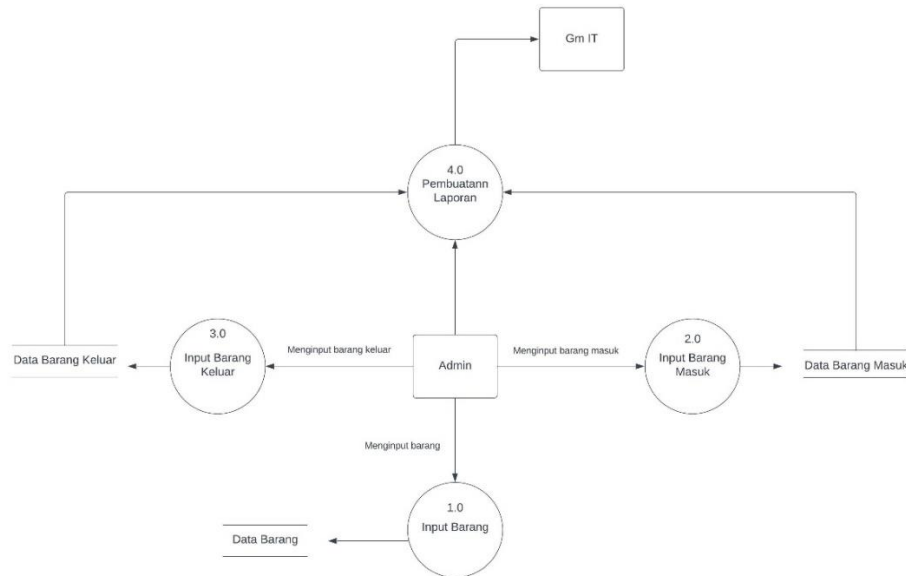 Gm IT
4.0
Pembuatann
Laporan
3.0
Input Barang
Keluar
Data Barang Keluar
Menginput barang keluar
Admin
Menginput barang masuk
2.0
Input Barang
Masuk
Data Barang Masuk
Menginput barang
1.0
Input Barang
Data Barang